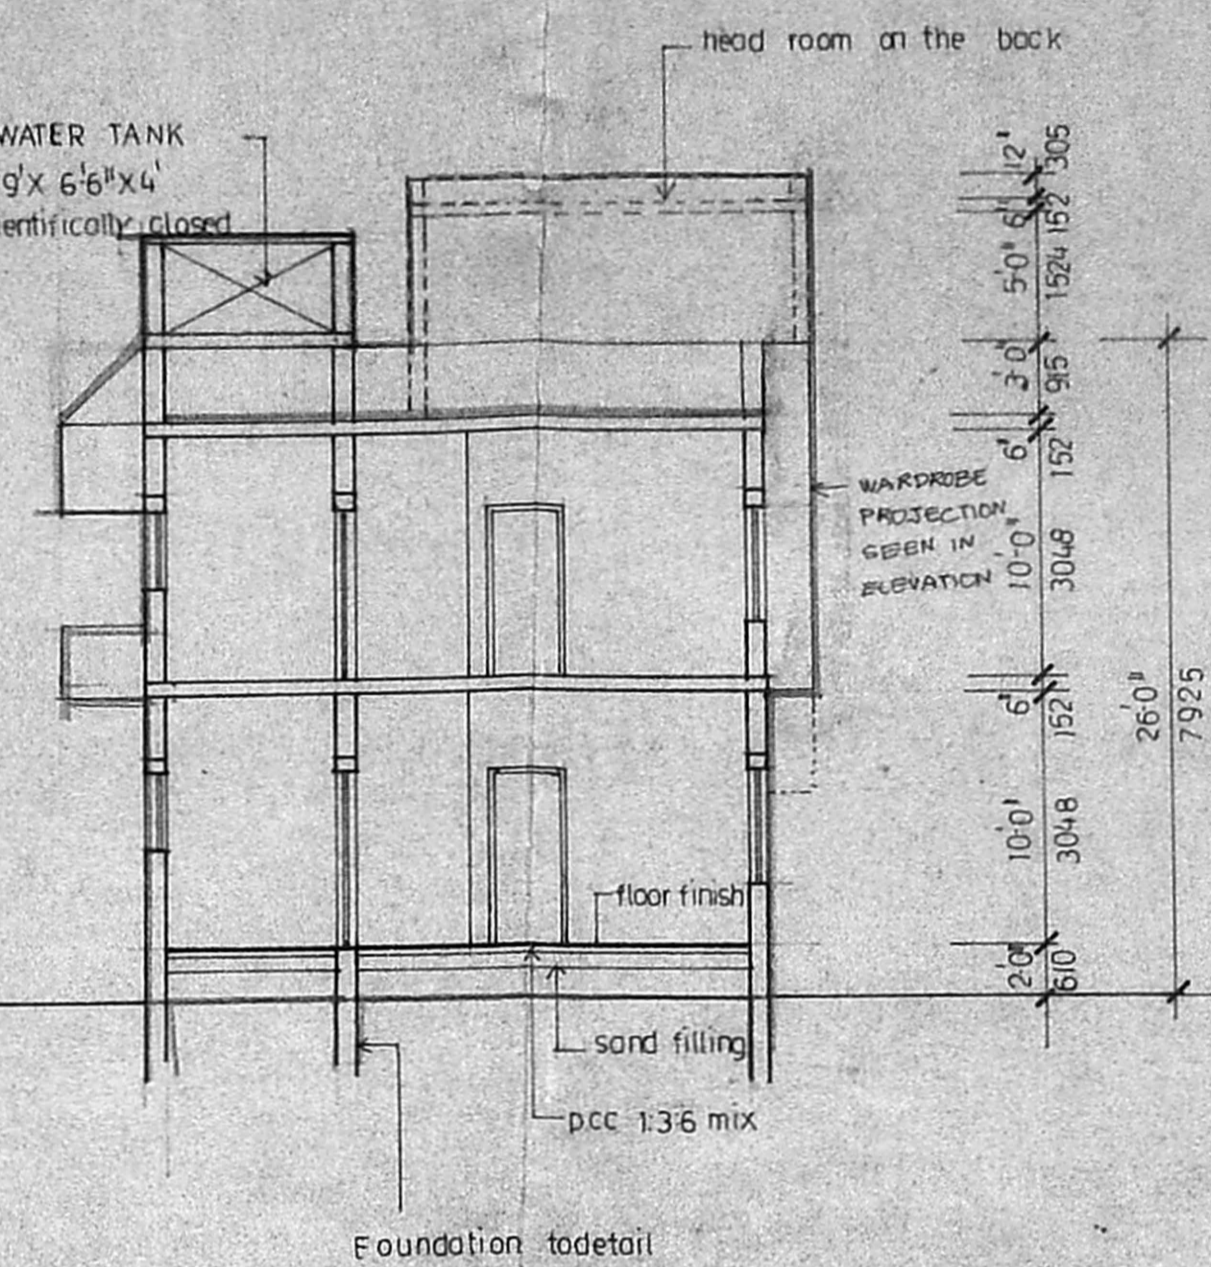 head room on the back
WATER TANK
9'X 6'6"X4'
entifically closed
12' 305
6' 152
5'0" 1524
3'0" 915
6' 152
WARDROBE
PROJECTION
SEEN IN
ELEVATION
10'0" 3048
6" 152
26'0" 7925
10'0' 3048
floor finish
2'0" 610
sand filling
pcc 1:3:6 mix
Foundation todetail